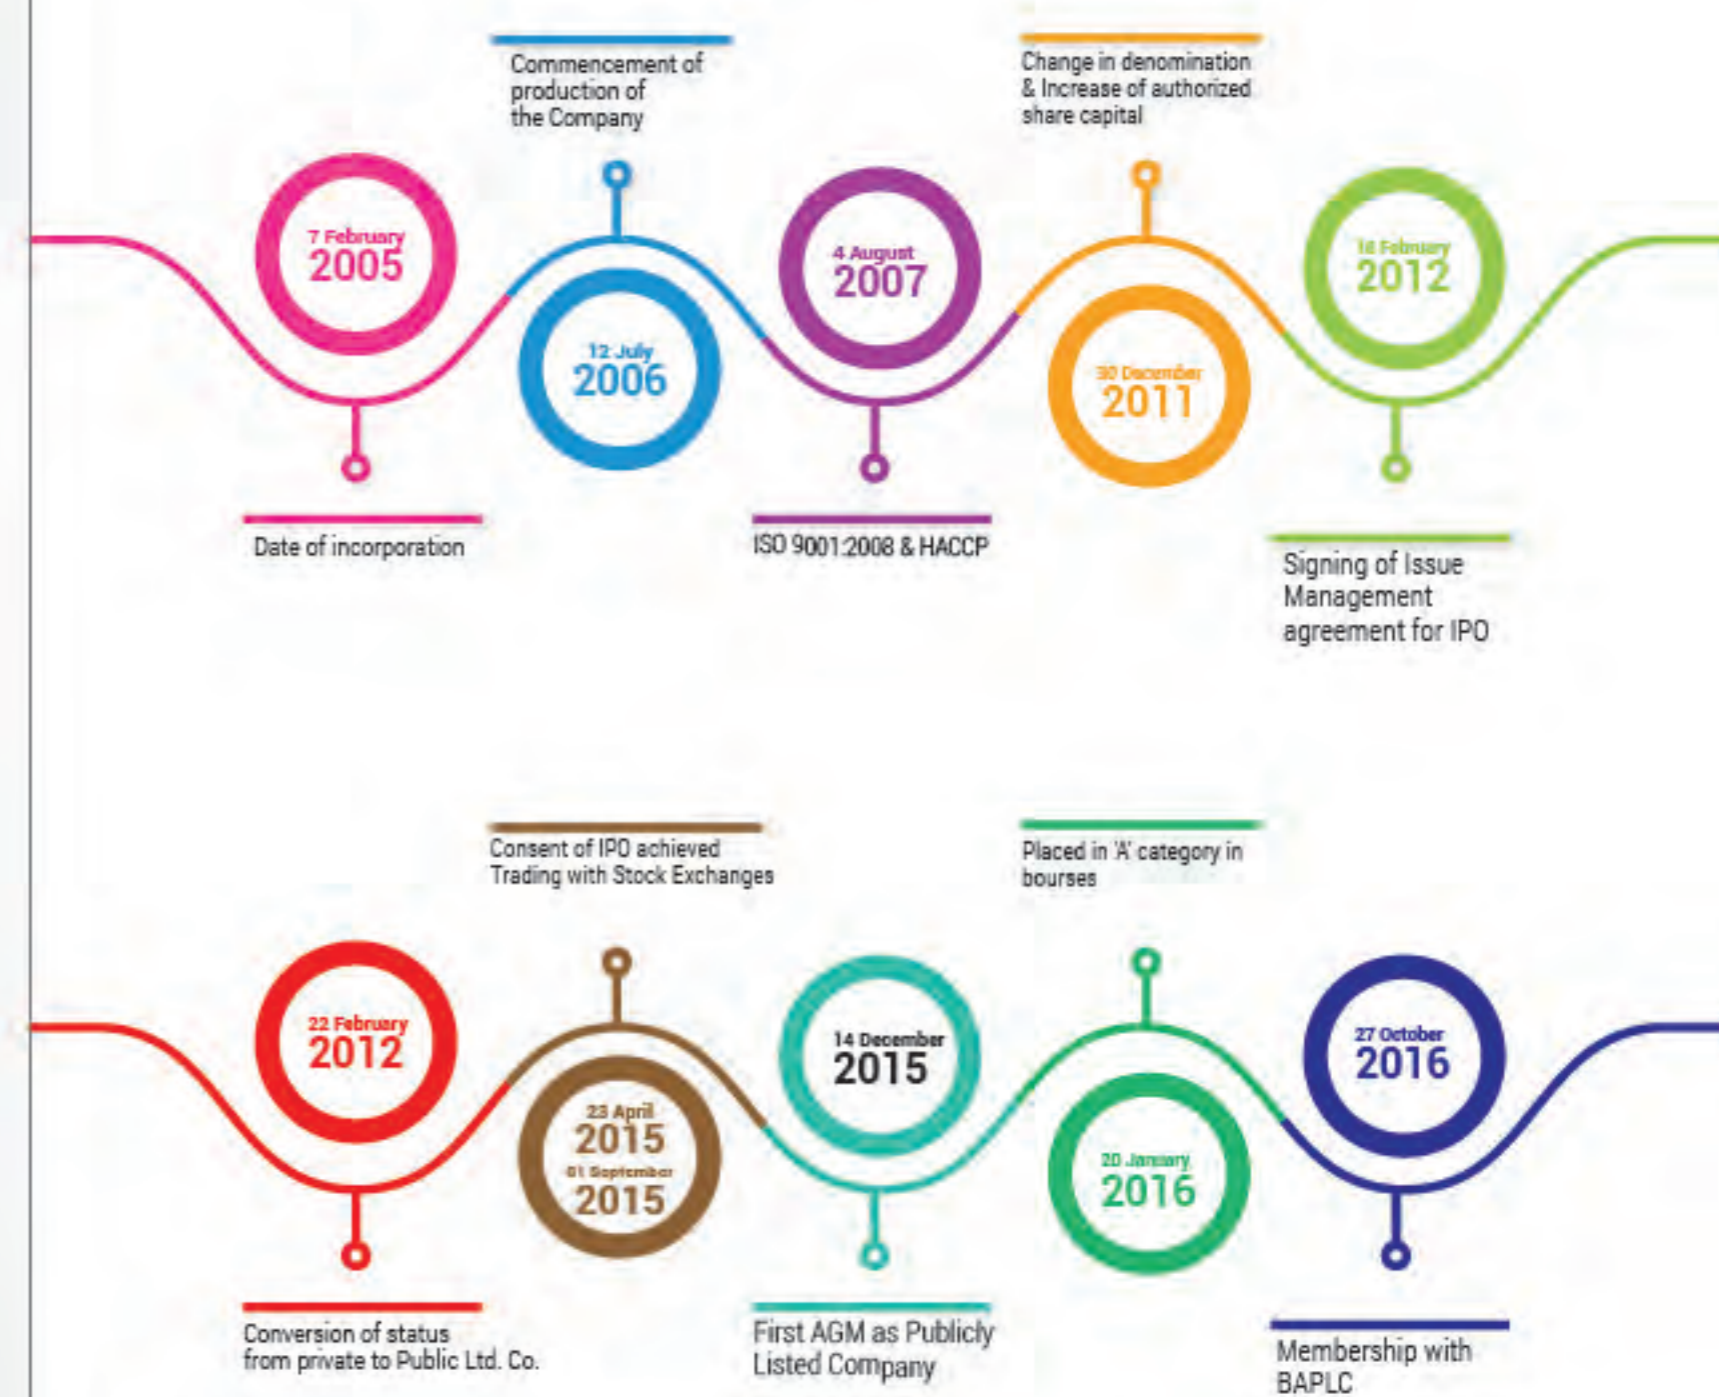 Commencement of
production of
the Company
Change in denomination
& Increase of authorized
share capital
7 February
2005
12 July
2006
4 August
2007
30 December
2011
February
2012
Date of incorporation
ISO 9001:2008 & HACCP
Signing of Issue
Management
agreement for IPO
Consent of IPO achieved
Trading with Stock Exchanges
Placed in 'A' category in
bourses
22 February
2012
23 April
2015
01 September
2015
14 December
2015
20 January
2016
27 October
2016
Conversion of status
from private to Public Ltd. Co.
First AGM as Publicly
Listed Company
Membership with
BAPLC